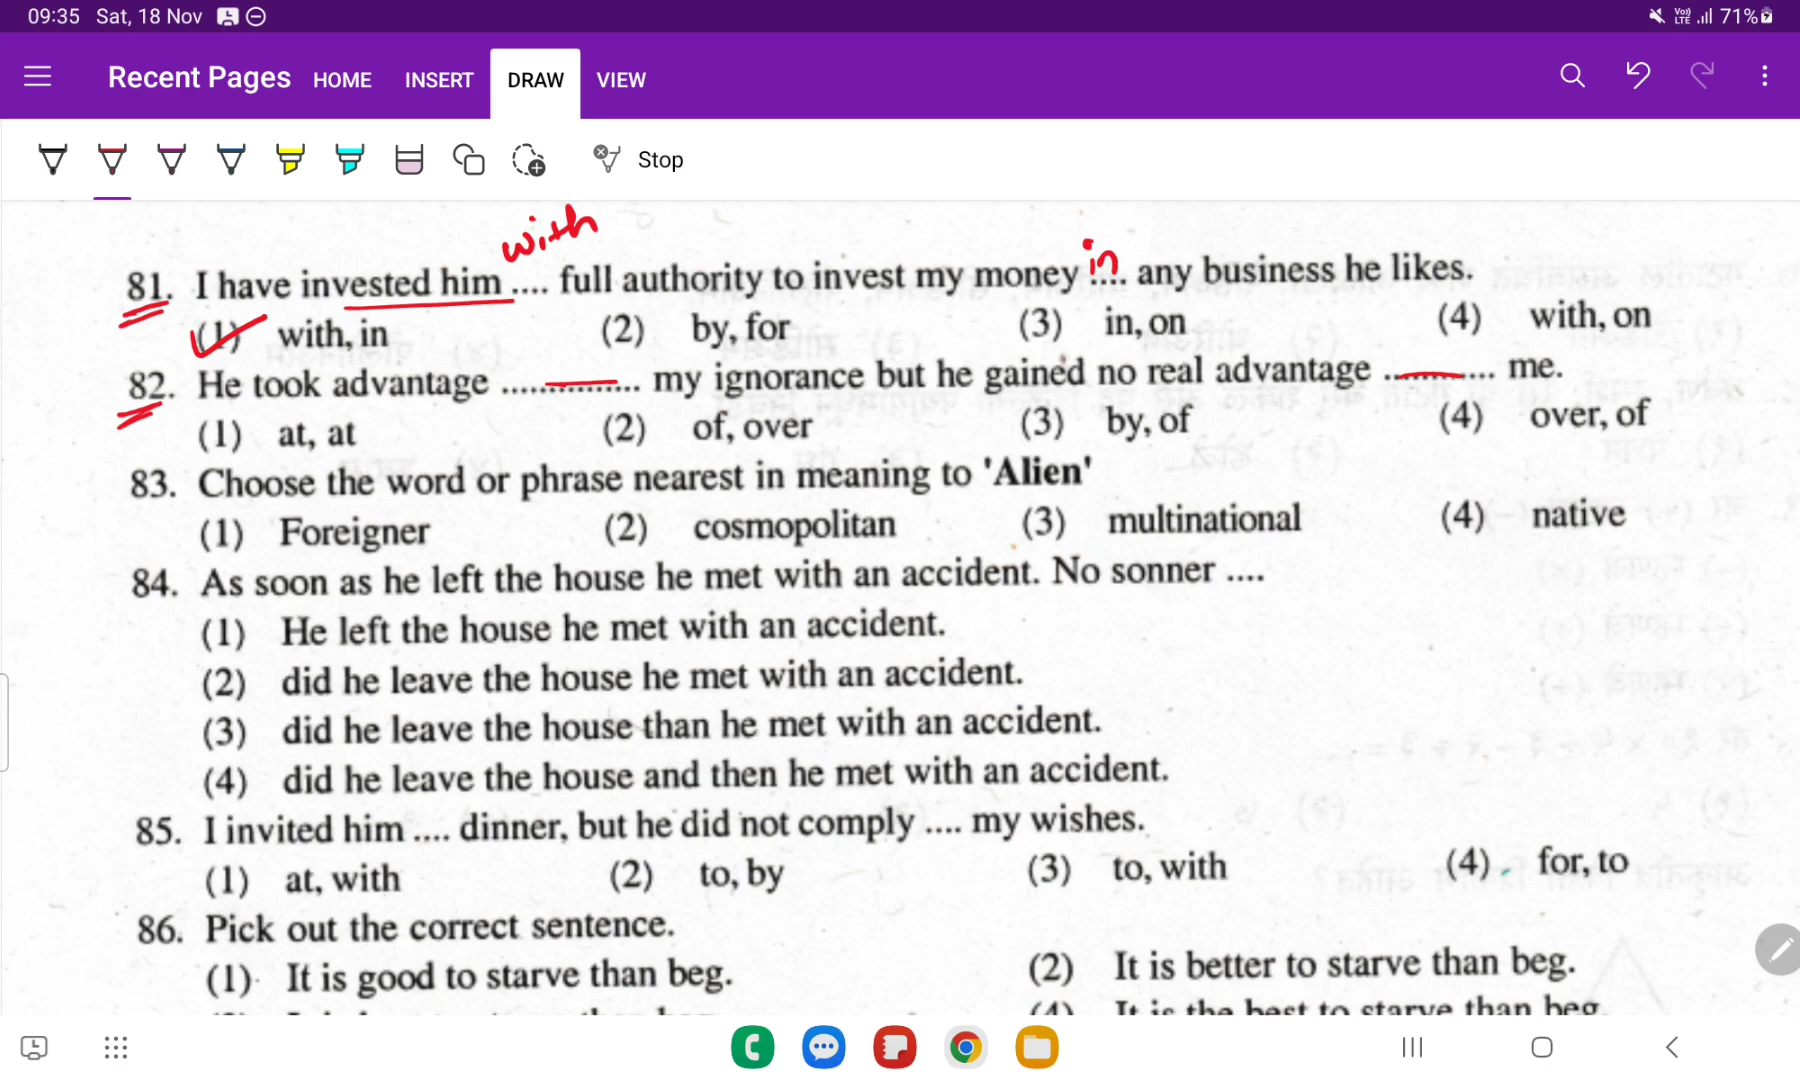 09:35 Sat, 18 Nov VoLTE 71%
Recent Pages HOME INSERT DRAW VIEW
Stop
with
in
81. I have invested him .... full authority to invest my money .... any business he likes.
(1) with, in (2) by, for (3) in, on (4) with, on
82. He took advantage ............... my ignorance but he gained no real advantage ............ me.
(1) at, at (2) of, over (3) by, of (4) over, of
83. Choose the word or phrase nearest in meaning to 'Alien'
(1) Foreigner (2) cosmopolitan (3) multinational (4) native
84. As soon as he left the house he met with an accident. No sonner ....
(1) He left the house he met with an accident.
(2) did he leave the house he met with an accident.
(3) did he leave the house than he met with an accident.
(4) did he leave the house and then he met with an accident.
85. I invited him .... dinner, but he did not comply .... my wishes.
(1) at, with (2) to, by (3) to, with (4) for, to
86. Pick out the correct sentence.
(1) It is good to starve than beg. (2) It is better to starve than beg.
(4) It is the best to starve than beg.